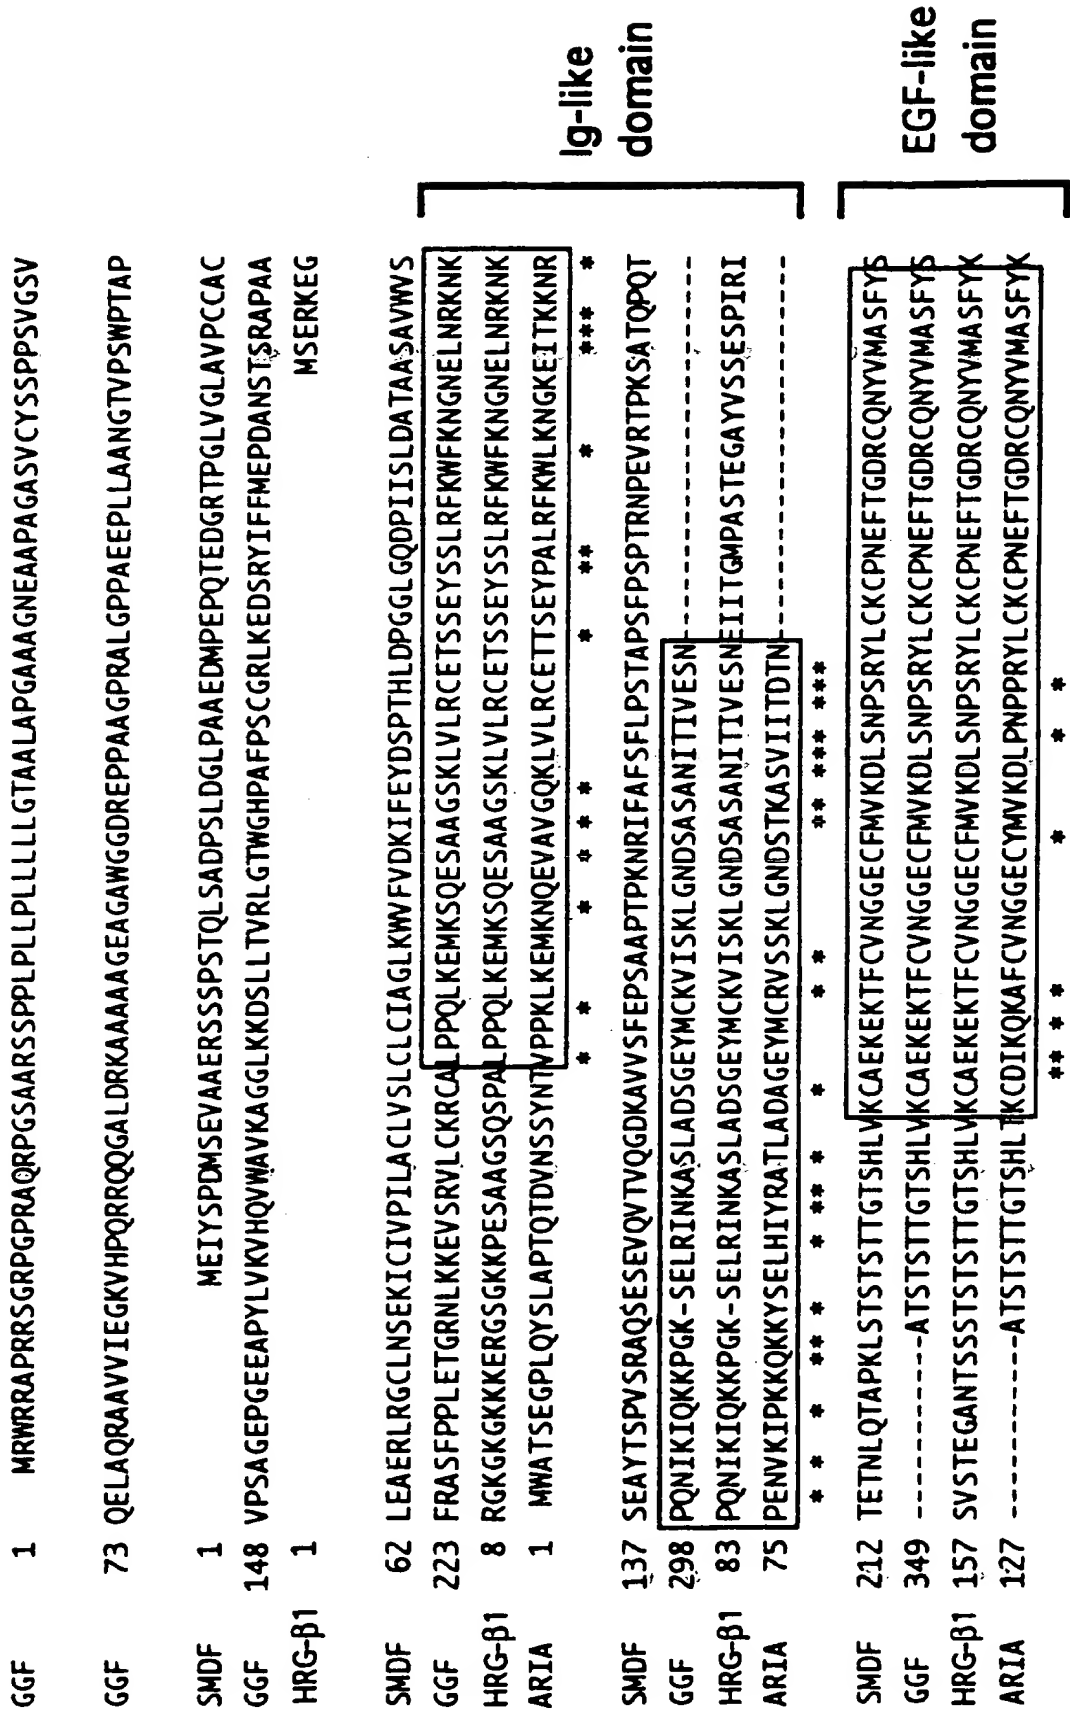 GGF 1 MRWRRAPRRSGRPGPRAQRPGSAARSSPPLPLLPLLLLLGTAALAPGAAAGNEAAPAGASVCYSSPPSVGSV
GGF 73 QELAQRAAVVIEGKVHPQRRQQGALDRKAAAAAGEAGAWGGDREPPAAGPRALGPPAEEPLLAANGTVPSWPTAP
SMDF 1 MEIYSPDMSEVAAERSSSPSTQLSADPSLDGLPAAEDMPEPQTEDGRTPGLVGLAVPCCAC
GGF 148 VPSAGEPGEEAPYLVKVHQVWAVKAGGLKKDSLLTVRLGTWGHPAFPSCGRLKEDSRYIFFMEPDANSTSRAPAA
HRG-β1 1 MSERKEG
SMDF 62 LEAERLRGCLNSEKICIVPILACLVSLCLCIAGLKWVFVDKIFEYDSPTHLDPGGLGQDPIISLDATAASAVWVS
GGF 223 FRASFPPLETGRNLKKEVSRVLCKRCALPPQLKEMKSQESAAGSKLVLRCETSSEYSSLRFKWFKNGNELNRKNK
HRG-β1 8 RGKGKGKKKERGSGKKPESAAGSQSPALPPQLKEMKSQESAAGSKLVLRCETSSEYSSLRFKWFKNGNELNRKNK
ARIA 1 MWATSEGPLQYSLAPTQTDVNSSYNTVPPKLKEMKNQEVAVGQKLVLRCETTSEYPALRFKWLKNGKEITKKNR
* * * * * * * ** * *** *
Ig-like
domain
SMDF 137 SEAYTSPVSRAQSESEVQVTVQGDKAVVSFEPSAAPTPKNRIFAFSFLPSTAPSFPSPTRNPEVRTPKSATQPQT
GGF 298 PQNIKIQKKPGK-SELRINKASLADSGEYMCKVISKLGNDSASANITIVESN------------------------
HRG-β1 83 PQNIKIQKKPGK-SELRINKASLADSGEYMCKVISKLGNDSASANITIVESNEIITGMPASTEGAYVSSESPIRI
ARIA 75 PENVKIPKKQKKYSELHIYRATLADAGEYMCRVSSKLGNDSTKASVIITDTN------------------------
* * * ** * * ** * * * * ** *** ***
SMDF 212 TETNLQTAPKLSTSTSTTGTSHLVKCAEKEKTFCVNGGECFMVKDLSNPSRYLCKCPNEFTGDRCQNYVMASFYS
GGF 349 -----------ATSTSTTGTSHLVKCAEKEKTFCVNGGECFMVKDLSNPSRYLCKCPNEFTGDRCQNYVMASFYS
HRG-β1 157 SVSTEGANTSSSTSTSTTGTSHLVKCAEKEKTFCVNGGECFMVKDLSNPSRYLCKCPNEFTGDRCQNYVMASFYK
ARIA 127 -----------ATSTSTTGTSHLTKCDIKQKAFCVNGGECYMVKDLPNPPRYLCKCPNEFTGDRCQNYVMASFYK
** * * * * *
EGF-like
domain